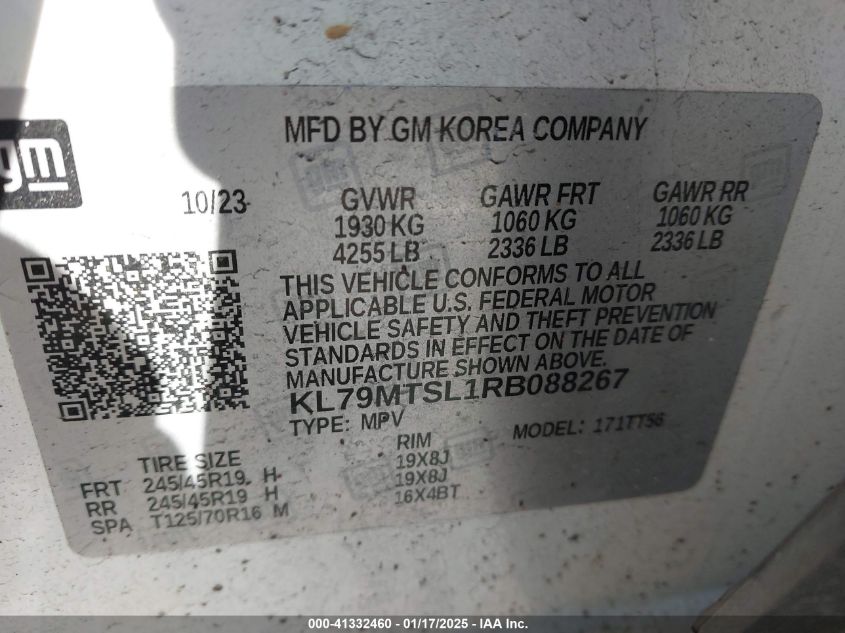 MFD BY GM KOREA COMPANY
gm
10/23 GVWR GAWR FRT GAWR RR
1930 KG 1060 KG 1060 KG
4255 LB 2336 LB 2336 LB
THIS VEHICLE CONFORMS TO ALL
APPLICABLE U.S. FEDERAL MOTOR
VEHICLE SAFETY AND THEFT PREVENTION
STANDARDS IN EFFECT ON THE DATE OF
MANUFACTURE SHOWN ABOVE.
KL79MTSL1RB088267
TYPE: MPV MODEL: 1TT56
TIRE SIZE RIM
FRT 245/45R19 H 19X8J
RR 245/45R19 H 19X8J
SPA T125/70R16 M 16X4BT
000-41332460 - 01/17/2025 - IAA Inc.